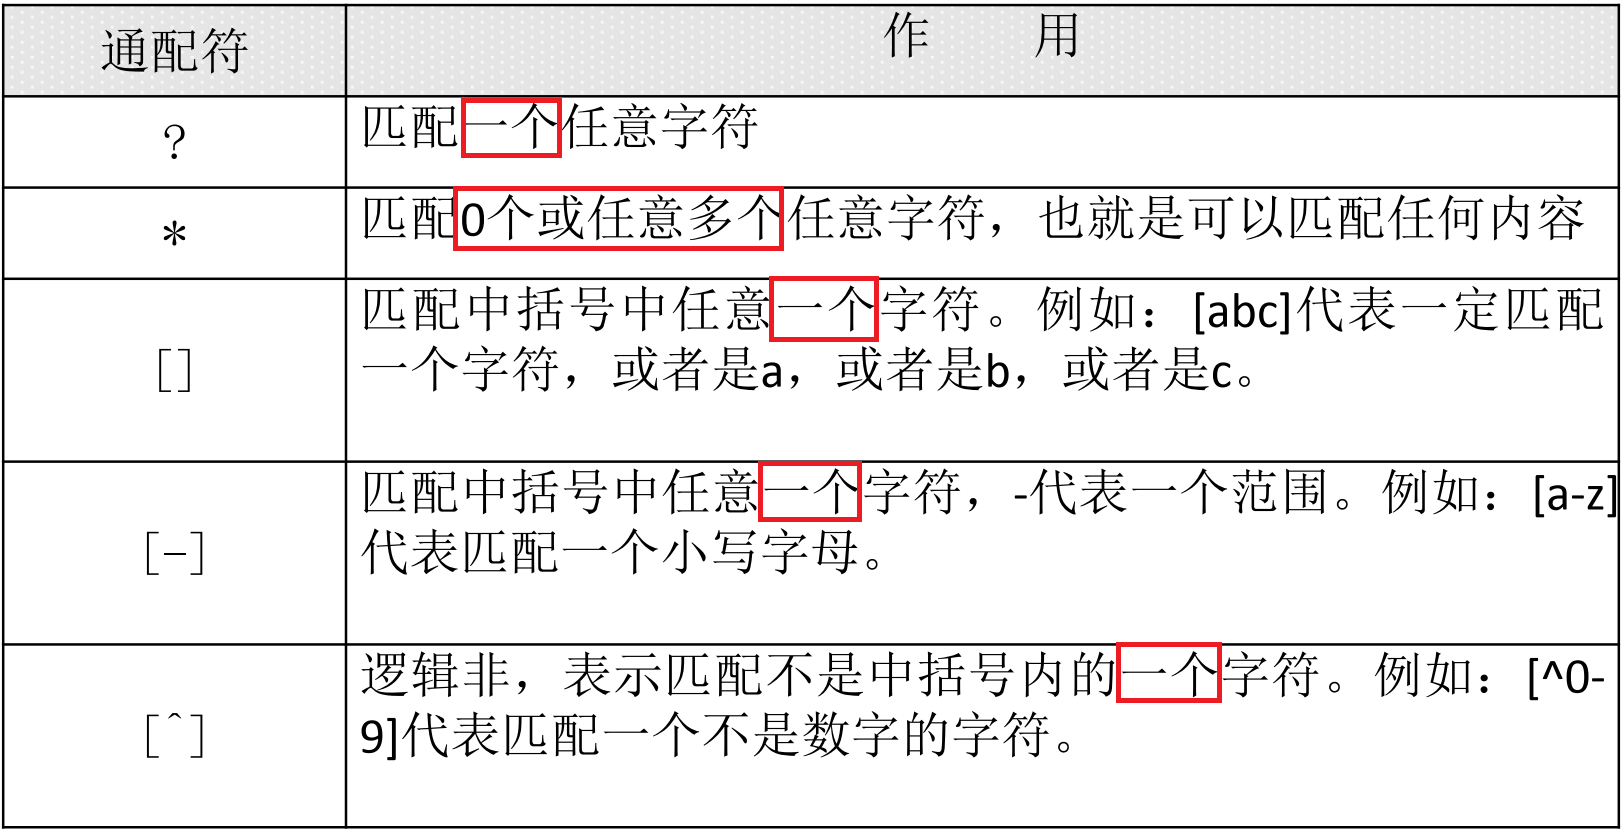 通配符 作 用
? 匹配一个任意字符
* 匹配0个或任意多个任意字符，也就是可以匹配任何内容
[] 匹配中括号中任意一个字符。例如：[abc]代表一定匹配
一个字符，或者是a，或者是b，或者是c。
[-] 匹配中括号中任意一个字符，-代表一个范围。例如：[a-z]
代表匹配一个小写字母。
[^] 逻辑非，表示匹配不是中括号内的一个字符。例如：[^0-
9]代表匹配一个不是数字的字符。